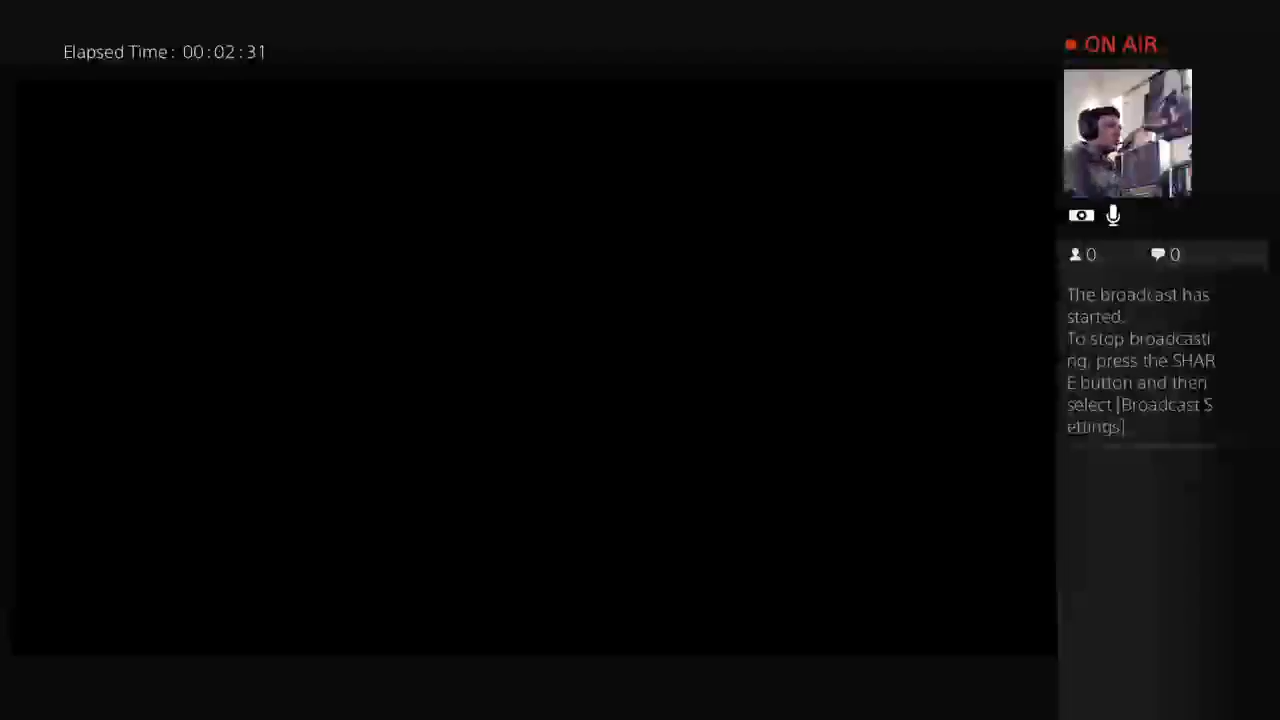 Elapsed Time: 00:02:31
ON AIR
0 0
The broadcast has
started.
To stop broadcasti
ng, press the SHAR
E button and then
select [Broadcast S
ettings].